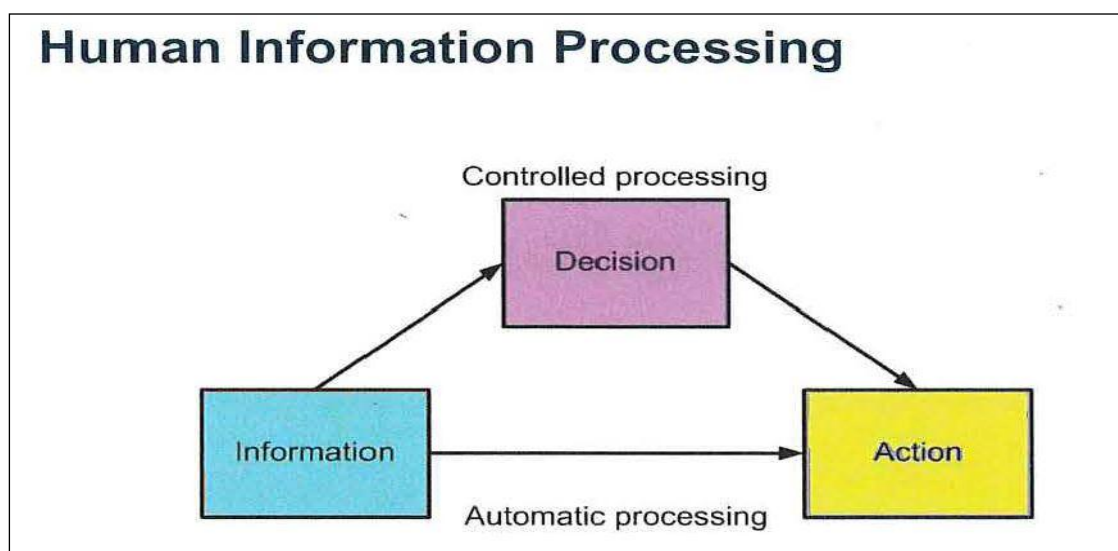 Human Information Processing
Controlled processing
Decision
Information
Action
Automatic processing